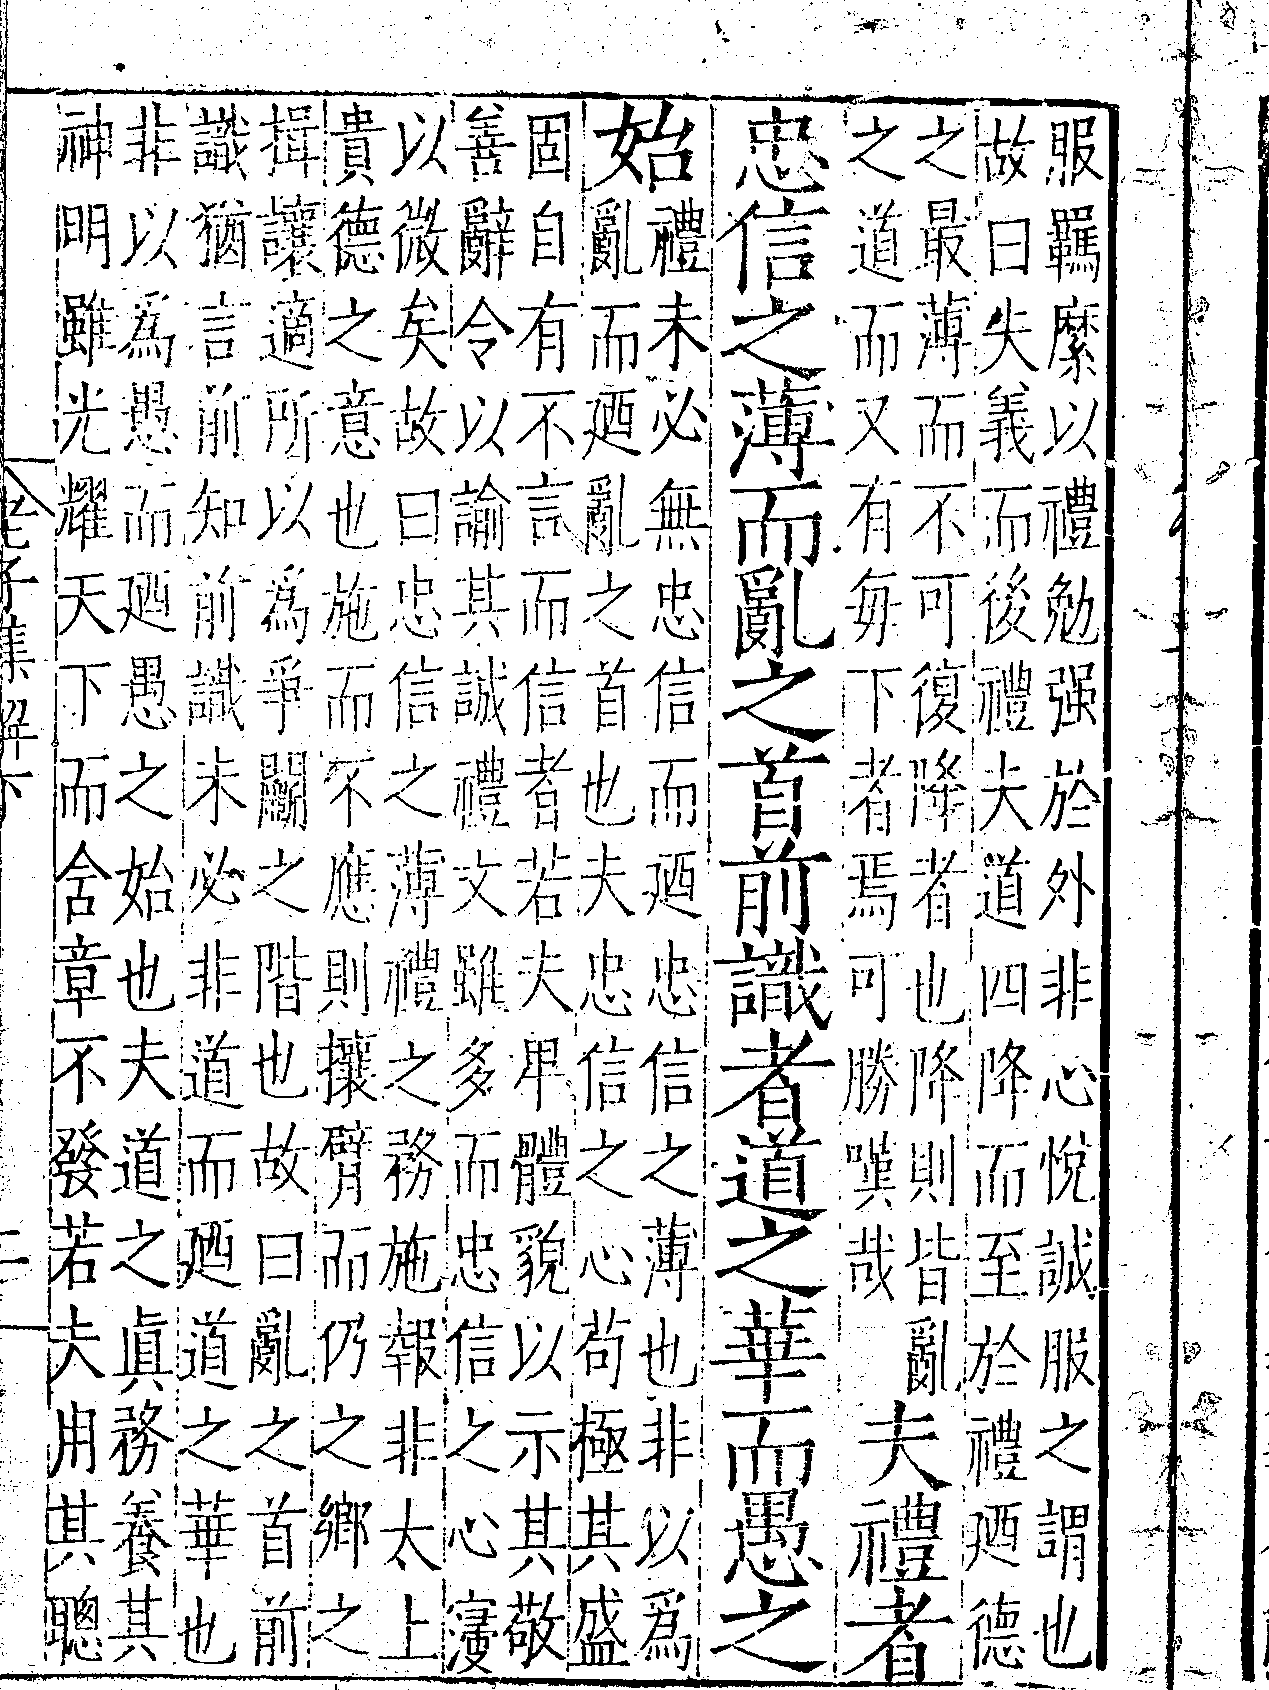 服羈縻以禮勉强於外非心悅誠服之謂也
故曰失義而後禮夫道四降而至於禮廼德
之最薄而不可復降者也降則皆亂
之道而又有每下者焉可勝嘆哉
夫禮者
忠信之薄而亂之首前識者道之華而愚之
始
禮未必無忠信而廼忠信之薄也非以爲
亂而廼亂之首也夫忠信之心苟極其盛
固自有不言而信者若夫卑體貌以示其敬
善辭令以諭其誠禮文雖多而忠信之心寖
以微矣故曰忠信之薄禮之務施報非太上
貴德之意也施而不應則攘臂而仍之鄉之
揖讓適所以爲爭鬭之階也故曰亂之首前
識猶言前知前識未必非道而廼道之華也
非以爲愚而廼愚之始也夫道之眞務養其
神明雖光耀天下而含章不發若夫用其聰
老子集解下
二